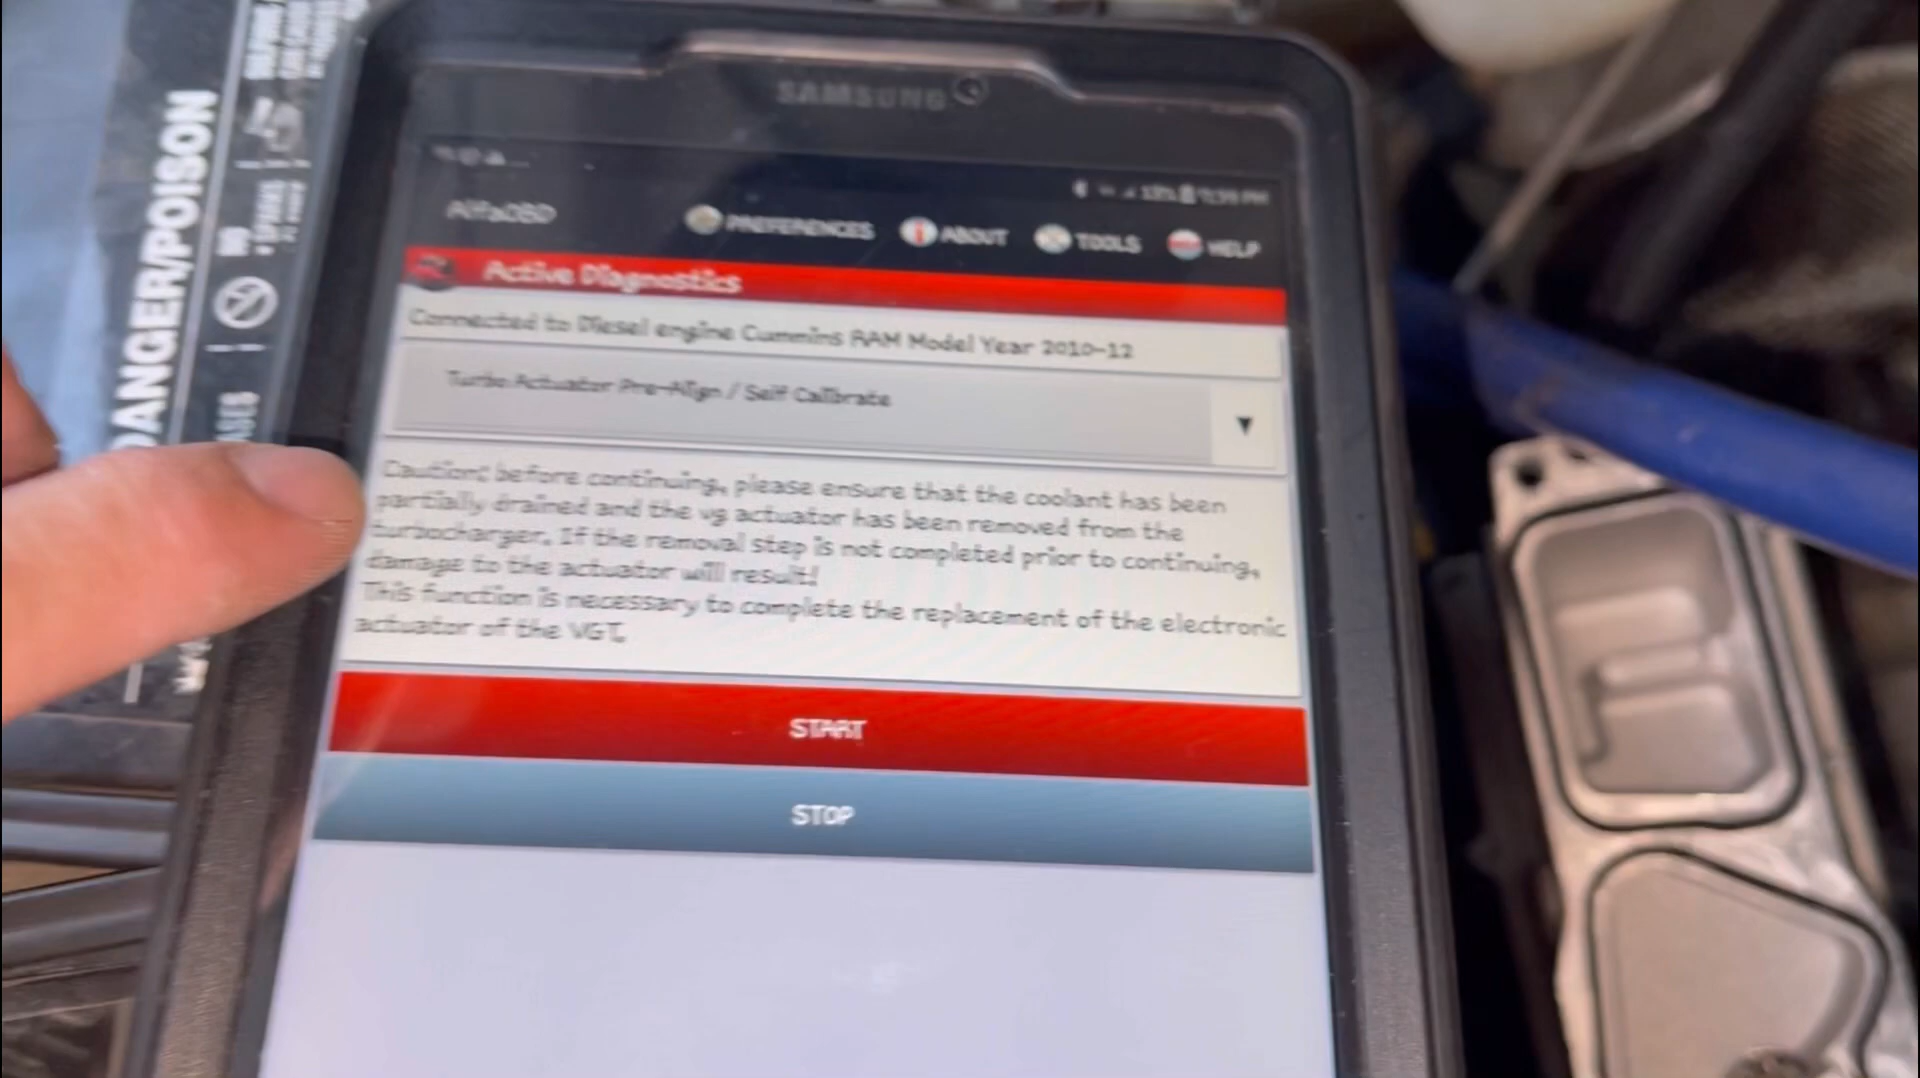 DANGER/POISON
NO
SAMSUNG
AlfaOBD
PREFERENCES
ABOUT
TOOLS
HELP
Active Diagnostics
Connected to Diesel engine Cummins RAM Model Year 2010-12
Turbo Actuator Pre-Align / Self Calibrate
Caution: before continuing, please ensure that the coolant has been
partially drained and the vg actuator has been removed from the
turbocharger. If the removal step is not completed prior to continuing,
damage to the actuator will result!
This function is necessary to complete the replacement of the electronic
actuator of the VGT.
START
STOP